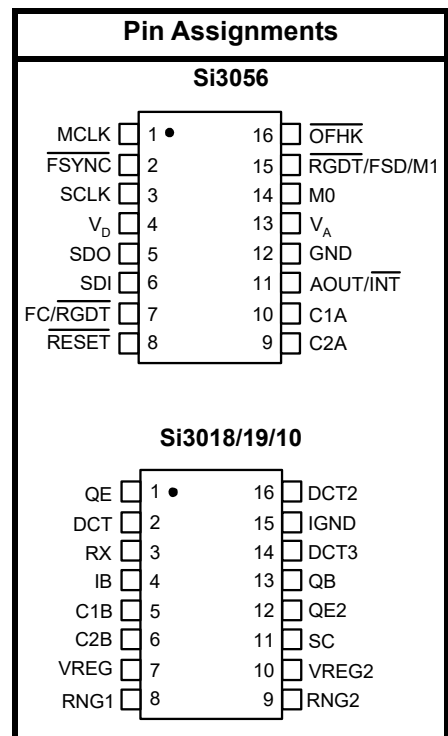 Pin Assignments
Si3056
MCLK 1 16 OFHK
FSYNC 2 15 RGDT/FSD/M1
SCLK 3 14 M0
VD 4 13 VA
SDO 5 12 GND
SDI 6 11 AOUT/INT
FC/RGDT 7 10 C1A
RESET 8 9 C2A
Si3018/19/10
QE 1 16 DCT2
DCT 2 15 IGND
RX 3 14 DCT3
IB 4 13 QB
C1B 5 12 QE2
C2B 6 11 SC
VREG 7 10 VREG2
RNG1 8 9 RNG2